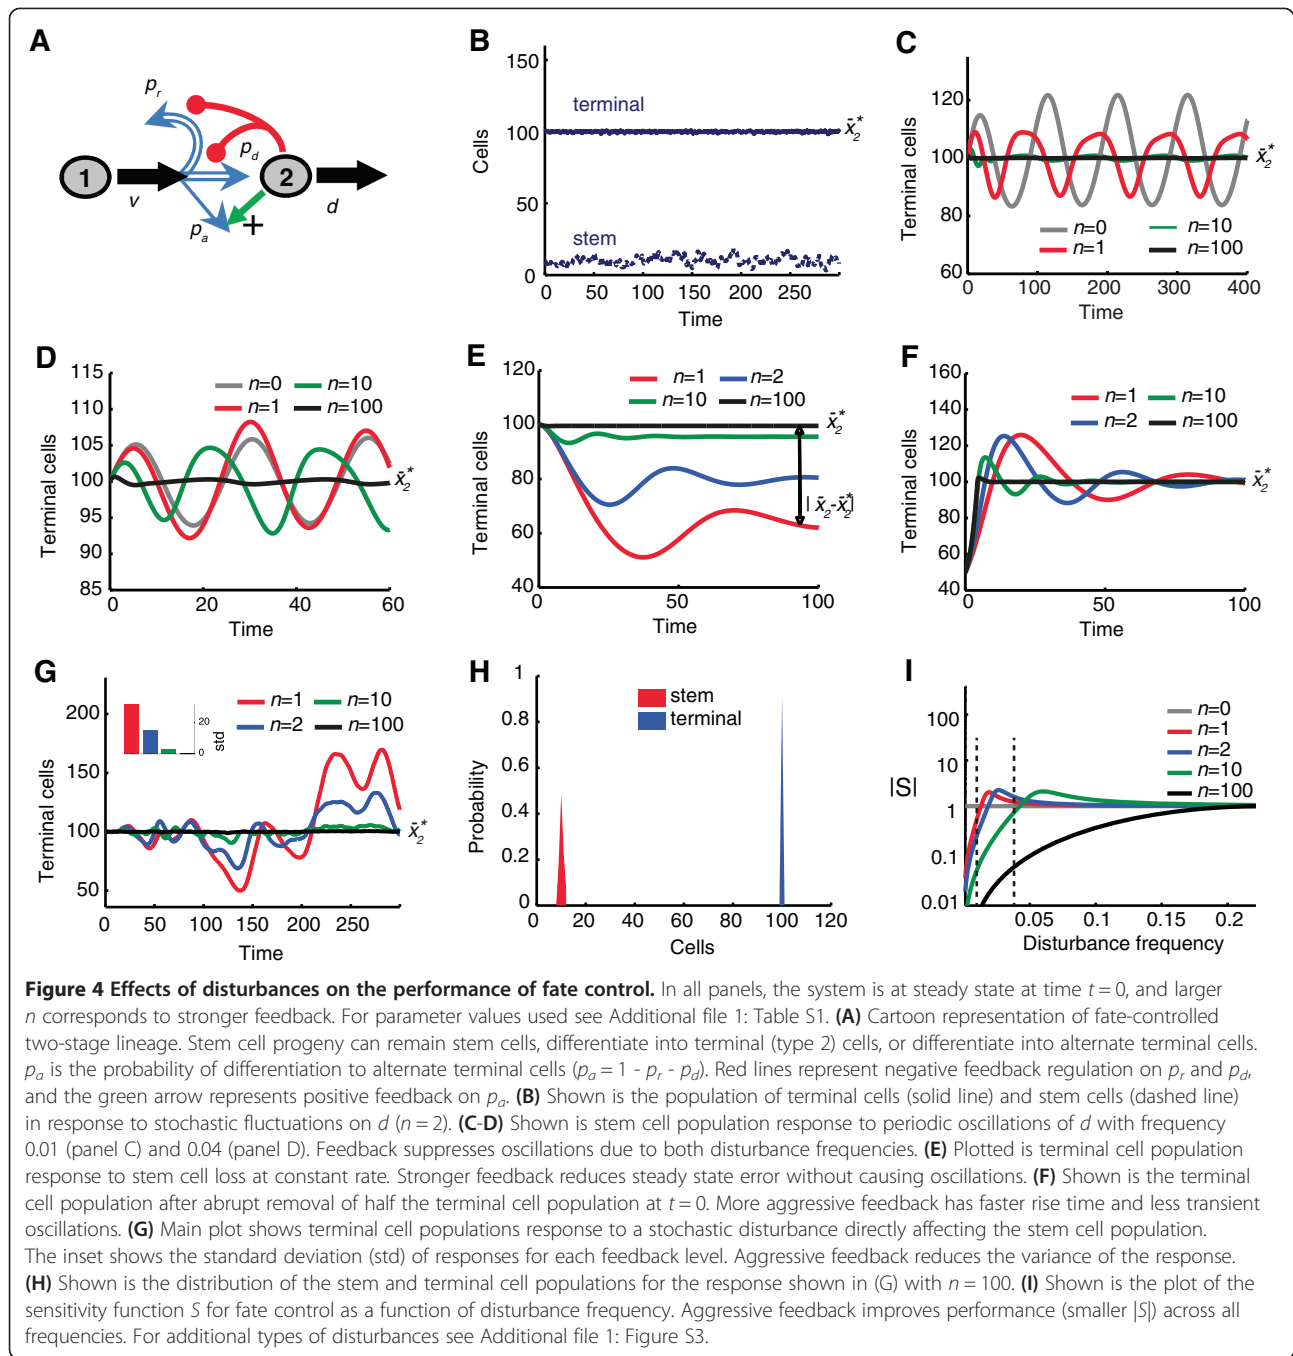 A
p_r
p_d
1
2
v
d
p_a
+
B
150
100
50
0
Cells
terminal
x̄₂*
stem
0 50 100 150 200 250
Time
C
120
100
80
60
Terminal cells
x̄₂*
n=0 n=10
n=1 n=100
0 100 200 300 400
Time
D
115
110
105
100
95
90
85
Terminal cells
n=0 n=10
n=1 n=100
x̄₂*
0 20 40 60
Time
E
120
100
80
60
40
Terminal cells
n=1 n=2
n=10 n=100
x̄₂*
| x̄₂-x̄₂*|
0 50 100
Time
F
160
140
120
100
80
60
40
Terminal cells
n=1 n=10
n=2 n=100
x̄₂*
0 50 100
Time
G
200
150
100
50
Terminal cells
20
0
std
n=1 n=10
n=2 n=100
x̄₂*
0 50 100 150 200 250
Time
H
1
0.8
0.6
0.4
0.2
0
Probability
stem
terminal
0 20 40 60 80 100 120
Cells
I
100
10
1
0.1
0.01
|S|
n=0
n=1
n=2
n=10
n=100
0.05 0.1 0.15 0.2
Disturbance frequency
Figure 4 Effects of disturbances on the performance of fate control. In all panels, the system is at steady state at time t = 0, and larger
n corresponds to stronger feedback. For parameter values used see Additional file 1: Table S1. (A) Cartoon representation of fate-controlled
two-stage lineage. Stem cell progeny can remain stem cells, differentiate into terminal (type 2) cells, or differentiate into alternate terminal cells.
p_a is the probability of differentiation to alternate terminal cells (p_a = 1 - p_r - p_d). Red lines represent negative feedback regulation on p_r and p_d,
and the green arrow represents positive feedback on p_a. (B) Shown is the population of terminal cells (solid line) and stem cells (dashed line)
in response to stochastic fluctuations on d (n = 2). (C-D) Shown is stem cell population response to periodic oscillations of d with frequency
0.01 (panel C) and 0.04 (panel D). Feedback suppresses oscillations due to both disturbance frequencies. (E) Plotted is terminal cell population
response to stem cell loss at constant rate. Stronger feedback reduces steady state error without causing oscillations. (F) Shown is the terminal
cell population after abrupt removal of half the terminal cell population at t = 0. More aggressive feedback has faster rise time and less transient
oscillations. (G) Main plot shows terminal cell populations response to a stochastic disturbance directly affecting the stem cell population.
The inset shows the standard deviation (std) of responses for each feedback level. Aggressive feedback reduces the variance of the response.
(H) Shown is the distribution of the stem and terminal cell populations for the response shown in (G) with n = 100. (I) Shown is the plot of the
sensitivity function S for fate control as a function of disturbance frequency. Aggressive feedback improves performance (smaller |S|) across all
frequencies. For additional types of disturbances see Additional file 1: Figure S3.